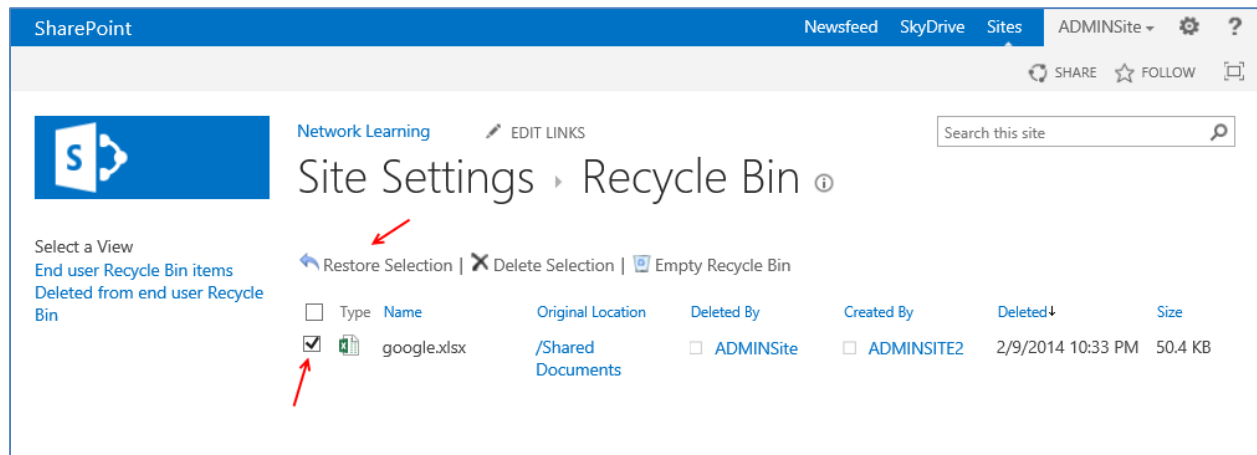 SharePoint
Newsfeed SkyDrive Sites ADMINSite ?
SHARE FOLLOW
S
Network Learning EDIT LINKS
Search this site
Site Settings Recycle Bin
Select a View
End user Recycle Bin items
Deleted from end user Recycle
Bin
Restore Selection | Delete Selection | Empty Recycle Bin
Type Name Original Location Deleted By Created By Deleted Size
google.xlsx /Shared ADMINSite ADMINSITE2 2/9/2014 10:33 PM 50.4 KB
Documents